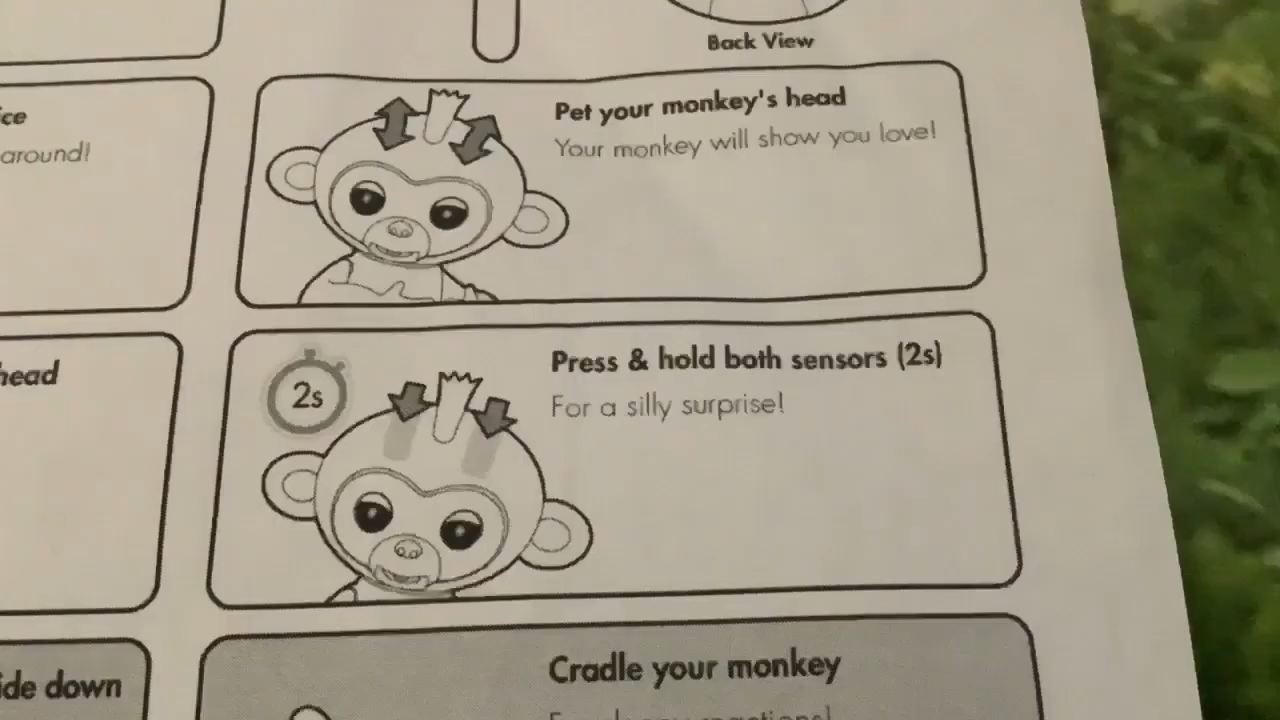 Back View
ice
around!
Pet your monkey's head
Your monkey will show you love!
head
2s
Press & hold both sensors (2s)
For a silly surprise!
ide down
Cradle your monkey